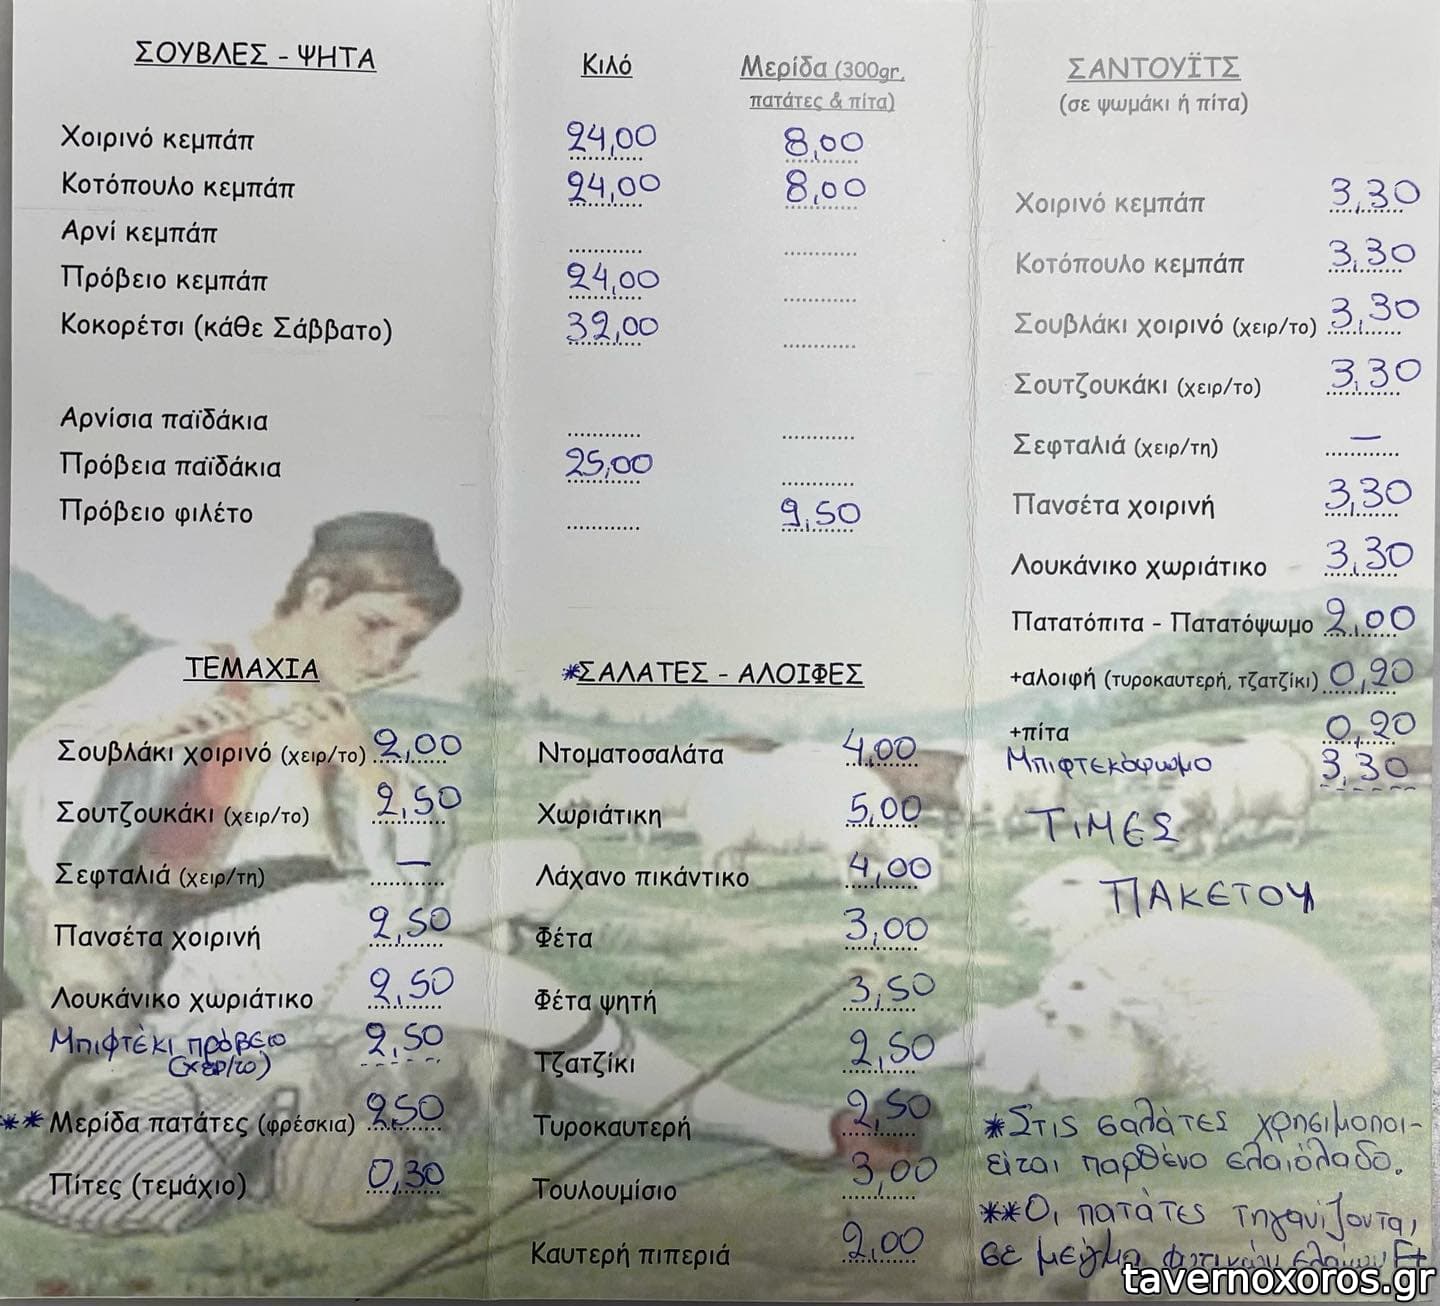 ΣΟΥΒΛΕΣ - ΨΗΤΑ Κιλό Μερίδα (300gr,
πατάτες & πίτα)
Χοιρινό κεμπάπ 24,00 8,00
Κοτόπουλο κεμπάπ 24,00 8,00
Αρνί κεμπάπ
Πρόβειο κεμπάπ 24,00
Κοκορέτσι (κάθε Σάββατο) 32,00
Αρνίσια παϊδάκια
Πρόβεια παϊδάκια 25,00
Πρόβειο φιλέτο 9,50
ΤΕΜΑΧΙΑ
Σουβλάκι χοιρινό (χειρ/το) 2,00
Σουτζουκάκι (χειρ/το) 2,50
Σεφταλιά (χειρ/τη) —
Πανσέτα χοιρινή 2,50
Λουκάνικο χωριάτικο 2,50
Μπιφτέκι πρόβειο 2,50
(χειρ/το)
**Μερίδα πατάτες (φρέσκια) 2,50
Πίτες (τεμάχιο) 0,30
*ΣΑΛΑΤΕΣ - ΑΛΟΙΦΕΣ
Ντοματοσαλάτα 4,00
Χωριάτικη 5,00
Λάχανο πικάντικο 4,00
Φέτα 3,00
Φέτα ψητή 3,50
Τζατζίκι 2,50
Τυροκαυτερή 2,50
Τουλουμίσιο 3,00
Καυτερή πιπεριά 2,00
ΣΑΝΤΟΥΪΤΣ
(σε ψωμάκι ή πίτα)
Χοιρινό κεμπάπ 3,30
Κοτόπουλο κεμπάπ 3,30
Σουβλάκι χοιρινό (χειρ/το) 3,30
Σουτζουκάκι (χειρ/το) 3,30
Σεφταλιά (χειρ/τη) —
Πανσέτα χοιρινή 3,30
Λουκάνικο χωριάτικο 3,30
Πατατόπιτα - Πατατόψωμο 2,00
+αλοιφή (τυροκαυτερή, τζατζίκι) 0,20
+πίτα 0,20
Μπιφτεκόψωμο 3,30
ΤΙΜΕΣ
ΠΑΚΕΤΟΥ
*Στις σαλάτες χρησιμοποι-
είται παρθένο ελαιόλαδο.
**Οι πατάτες τηγανίζονται
σε μείγμα φυτικών ελαίων
tavernoxoros.gr